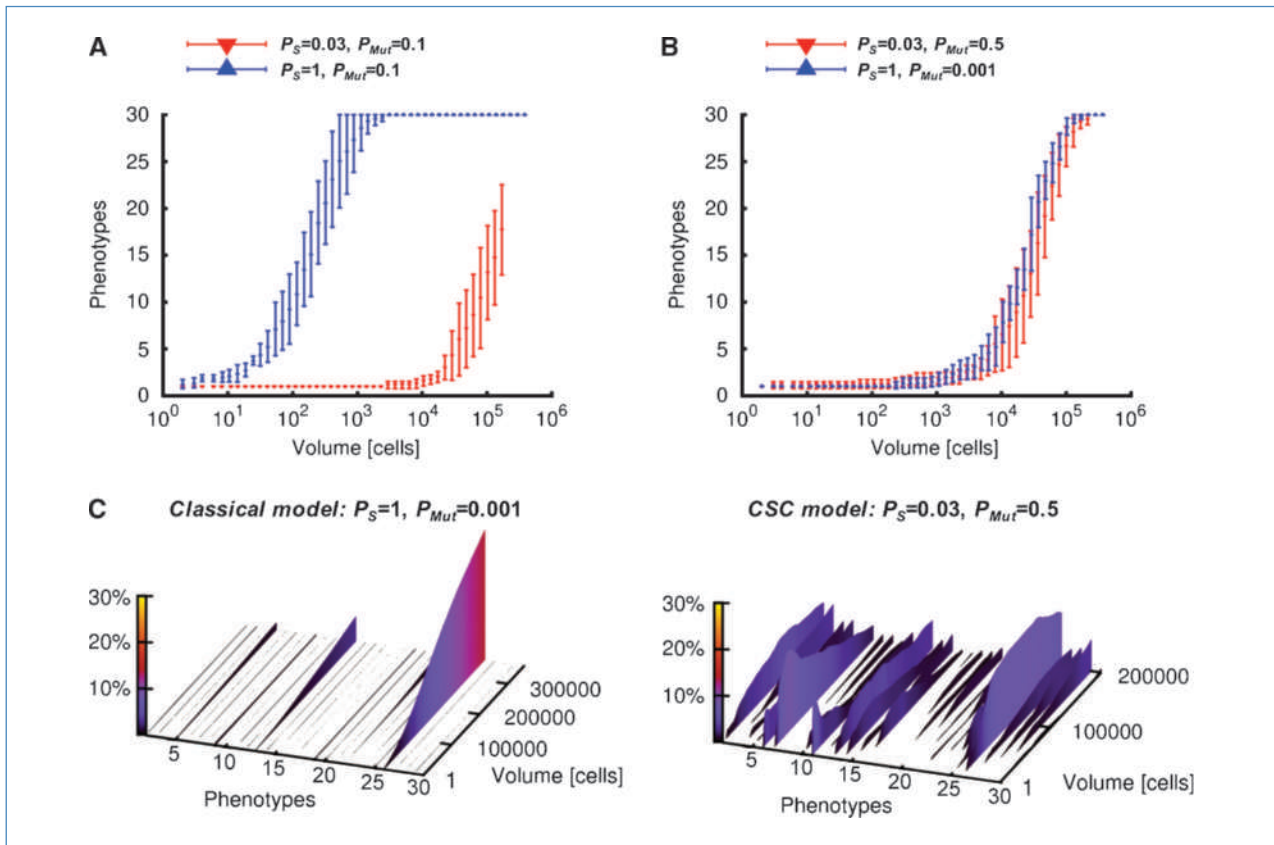 A
P_S=0.03, P_Mut=0.1
P_S=1, P_Mut=0.1
Phenotypes
30
25
20
15
10
5
0
10^0 10^1 10^2 10^3 10^4 10^5 10^6
Volume [cells]
B
P_S=0.03, P_Mut=0.5
P_S=1, P_Mut=0.001
Phenotypes
30
25
20
15
10
5
0
10^0 10^1 10^2 10^3 10^4 10^5 10^6
Volume [cells]
C
Classical model: P_S=1, P_Mut=0.001
30%
20%
10%
5 10 15 20 25 30
Phenotypes
1 100000 200000 300000
Volume [cells]
CSC model: P_S=0.03, P_Mut=0.5
30%
20%
10%
5 10 15 20 25 30
Phenotypes
1 100000 200000
Volume [cells]